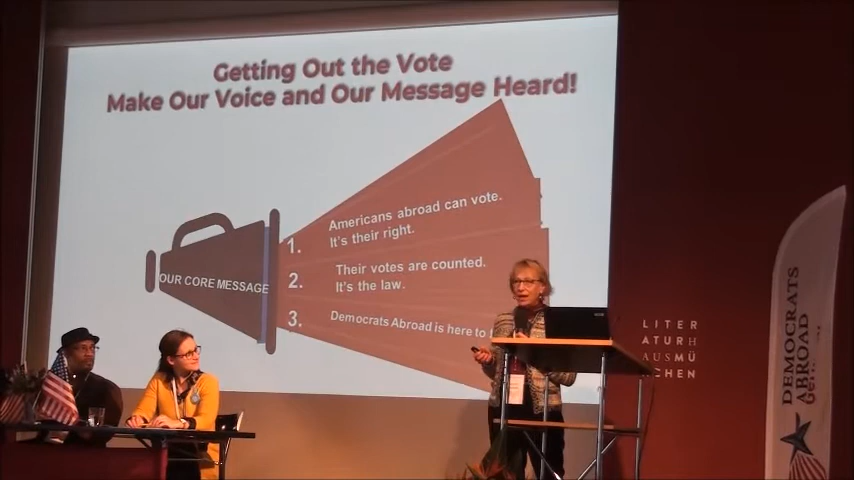 Getting Out the Vote
Make Our Voice and Our Message Heard!
OUR CORE MESSAGE
1. Americans abroad can vote.
It's their right.
2. Their votes are counted.
It's the law.
3. Democrats Abroad is here to
LITER
ATURH
AUSMÜ
NCHEN
DEMOCRATS
ABROAD